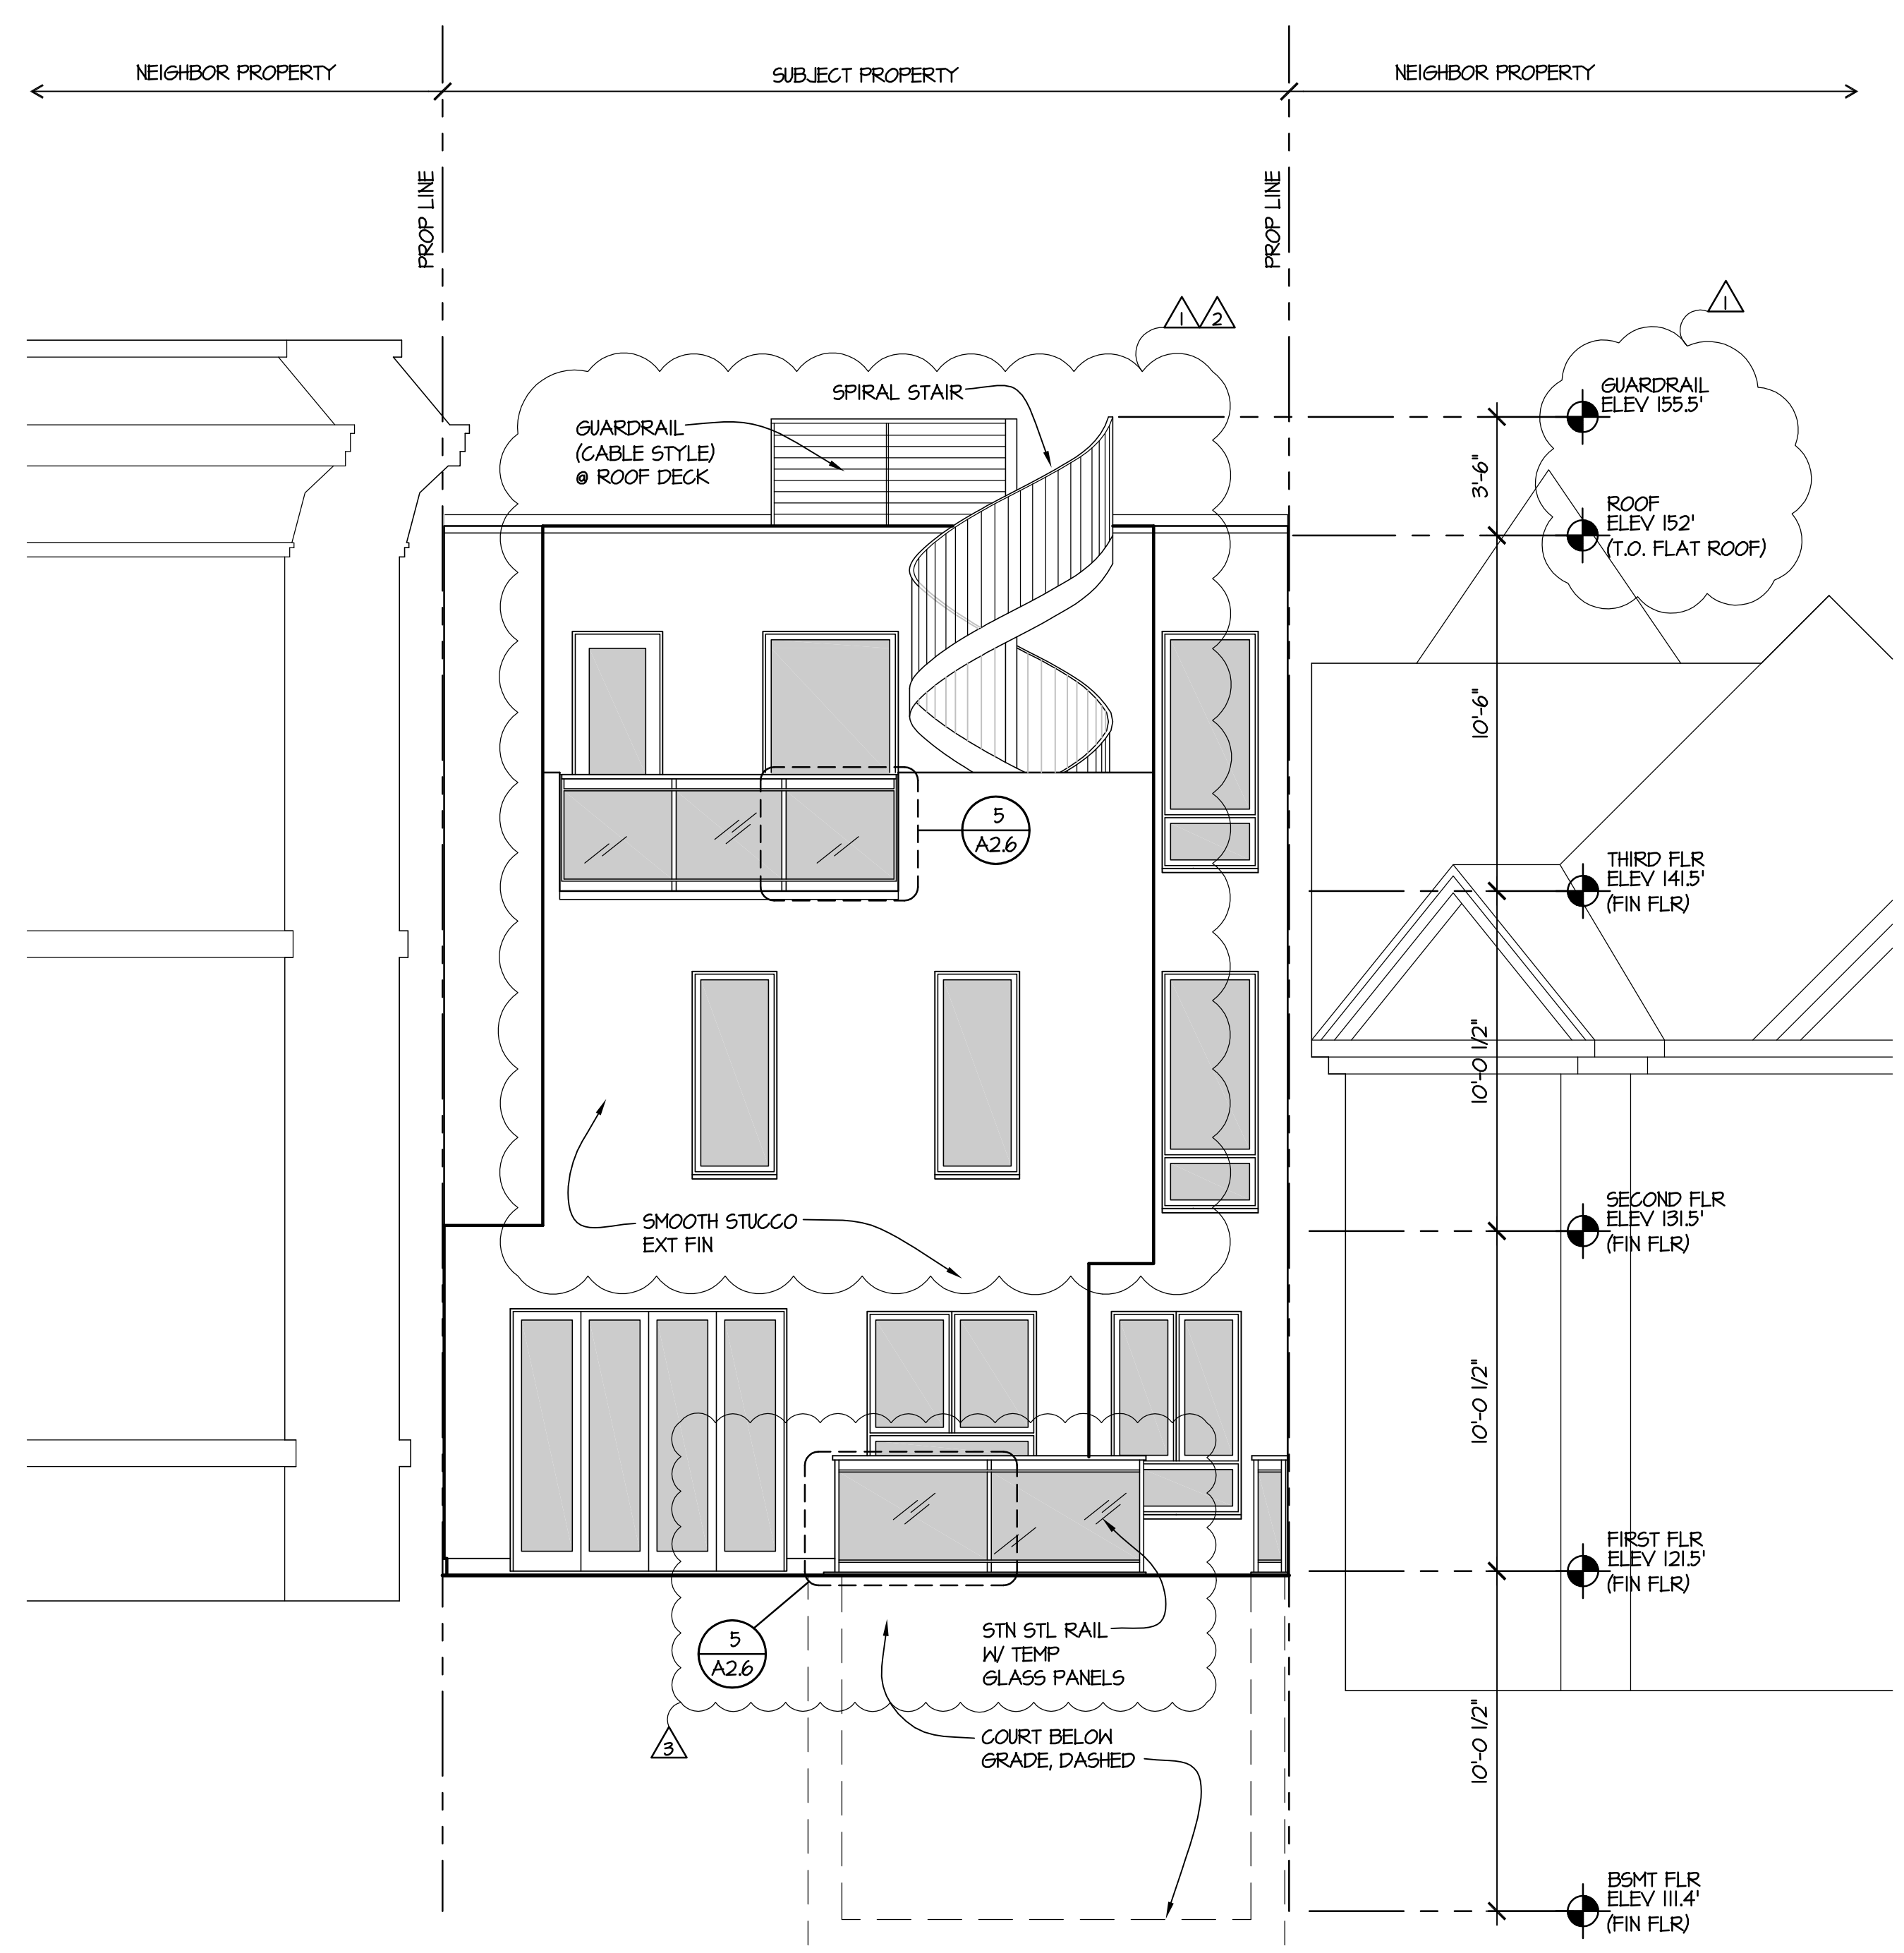 NEIGHBOR PROPERTY
SUBJECT PROPERTY
NEIGHBOR PROPERTY
PROP LINE
PROP LINE
1
2
1
SPIRAL STAIR
GUARDRAIL
(CABLE STYLE)
@ ROOF DECK
GUARDRAIL
ELEV 155.5'
3'-6"
ROOF
ELEV 152'
(T.O. FLAT ROOF)
10'-6"
5
A2.6
THIRD FLR
ELEV 141.5'
(FIN FLR)
10'-0 1/2"
SECOND FLR
ELEV 131.5'
(FIN FLR)
SMOOTH STUCCO
EXT FIN
10'-0 1/2"
FIRST FLR
ELEV 121.5'
(FIN FLR)
5
A2.6
STN STL RAIL
W/ TEMP
GLASS PANELS
3
COURT BELOW
GRADE, DASHED
10'-0 1/2"
BSMT FLR
ELEV 111.4'
(FIN FLR)